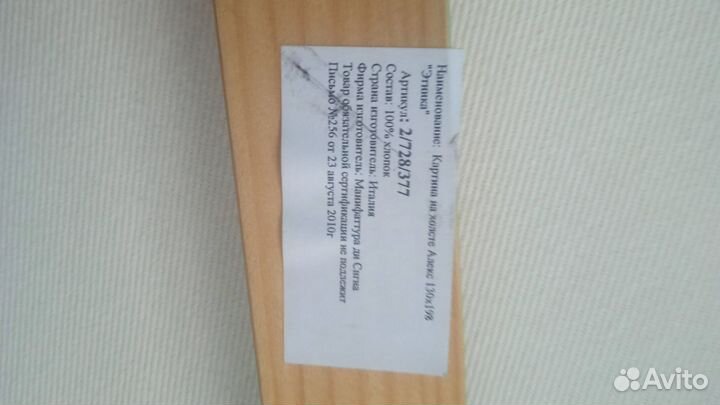 Наименование: Картина на холсте Алекс 130х198
"Этника"
Артикул: 2/728/377
Состав: 100% хлопок
Страна изготовитель: Италия
Фирма изготовитель: Манифаттура ди Сигна
Товар обязательной сертификации не подлежит
Письмо №256 от 23 августа 2010г
Avito